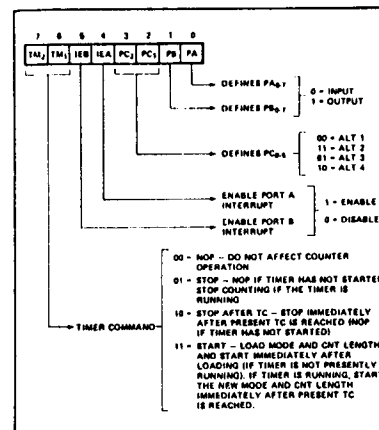 7 6 5 4 3 2 1 0
TM2 TM1 IEB IEA PC2 PC1 PB PA
DEFINES PA0-7
DEFINES PB0-7
0 = INPUT
1 = OUTPUT
DEFINES PC0-5
00 = ALT 1
11 = ALT 2
01 = ALT 3
10 = ALT 4
ENABLE PORT A
INTERRUPT
ENABLE PORT B
INTERRUPT
1 = ENABLE
0 = DISABLE
TIMER COMMAND
00 = NOP – DO NOT AFFECT COUNTER
OPERATION
01 = STOP – NOP IF TIMER HAS NOT STARTED
STOP COUNTING IF THE TIMER IS
RUNNING
10 = STOP AFTER TC – STOP IMMEDIATELY
AFTER PRESENT TC IS REACHED (NOP
IF TIMER HAS NOT STARTED)
11 = START – LOAD MODE AND CNT LENGTH
AND START IMMEDIATELY AFTER
LOADING (IF TIMER IS NOT PRESENTLY
RUNNING). IF TIMER IS RUNNING, START
THE NEW MODE AND CNT LENGTH
IMMEDIATELY AFTER PRESENT TC
IS REACHED.